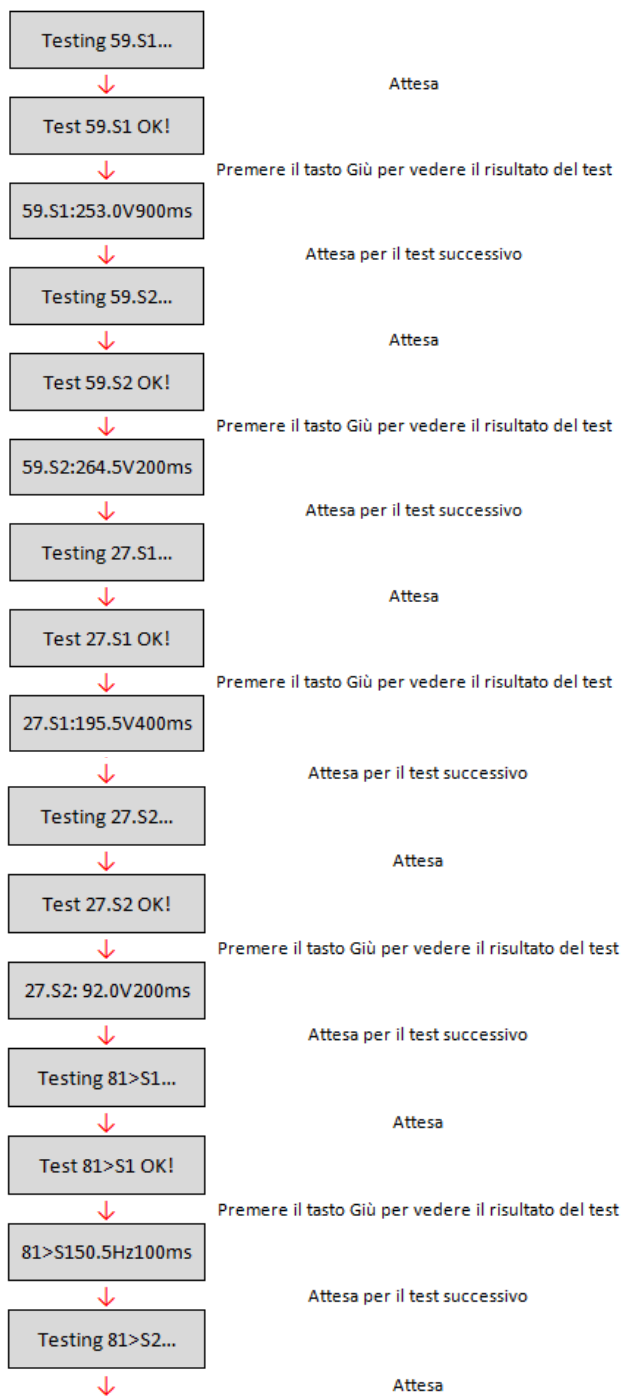 Testing 59.S1...
Attesa
Test 59.S1 OK!
Premere il tasto Giù per vedere il risultato del test
59.S1:253.0V900ms
Attesa per il test successivo
Testing 59.S2...
Attesa
Test 59.S2 OK!
Premere il tasto Giù per vedere il risultato del test
59.S2:264.5V200ms
Attesa per il test successivo
Testing 27.S1...
Attesa
Test 27.S1 OK!
Premere il tasto Giù per vedere il risultato del test
27.S1:195.5V400ms
Attesa per il test successivo
Testing 27.S2...
Attesa
Test 27.S2 OK!
Premere il tasto Giù per vedere il risultato del test
27.S2: 92.0V200ms
Attesa per il test successivo
Testing 81>S1...
Attesa
Test 81>S1 OK!
Premere il tasto Giù per vedere il risultato del test
81>S150.5Hz100ms
Attesa per il test successivo
Testing 81>S2...
Attesa